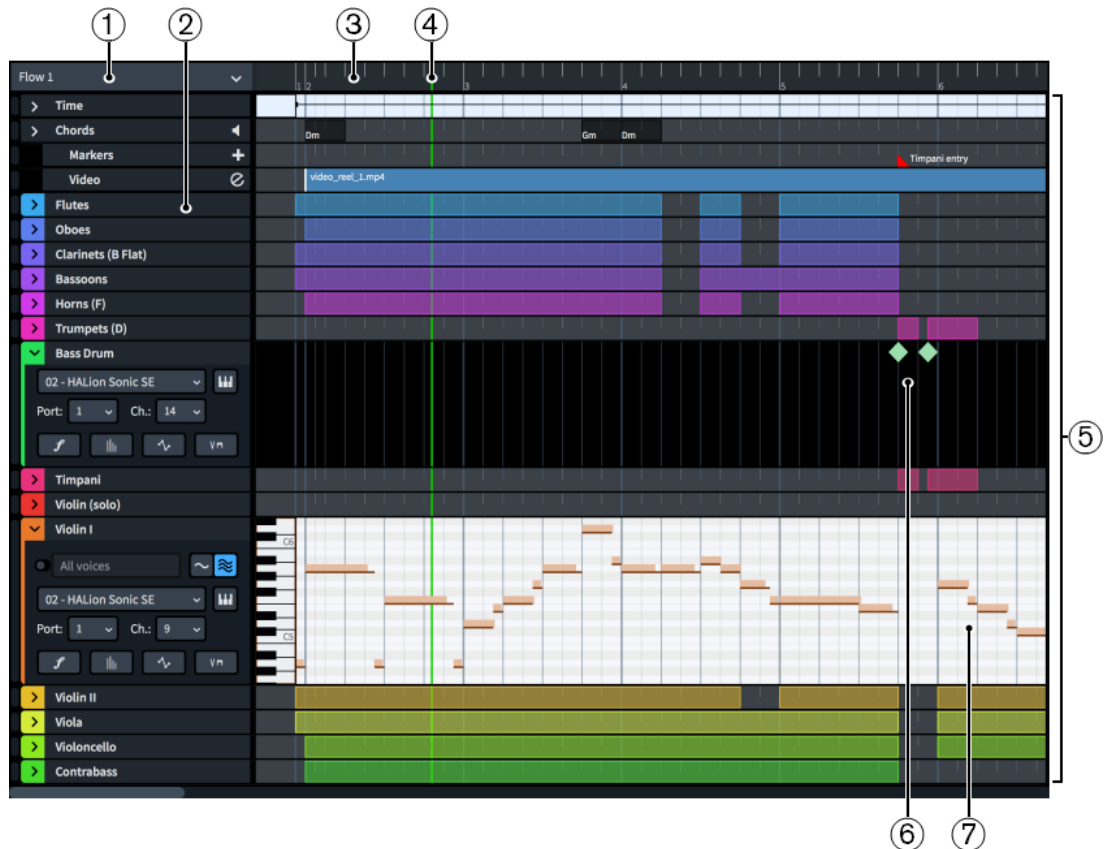 ① ② ③ ④
Flow 1
1 2 3 4 5 6
Time
Chords Dm Gm Dm
Markers Timpani entry
Video video_reel_1.mp4
Flutes
Oboes
Clarinets (B Flat)
Bassoons
Horns (F)
Trumpets (D)
Bass Drum
02 - HALion Sonic SE
Port: 1 Ch.: 14
⑤
Timpani
Violin (solo)
Violin I
C6
All voices
02 - HALion Sonic SE
Port: 1 Ch.: 9
C5
Violin II
Viola
Violoncello
Contrabass
⑥ ⑦